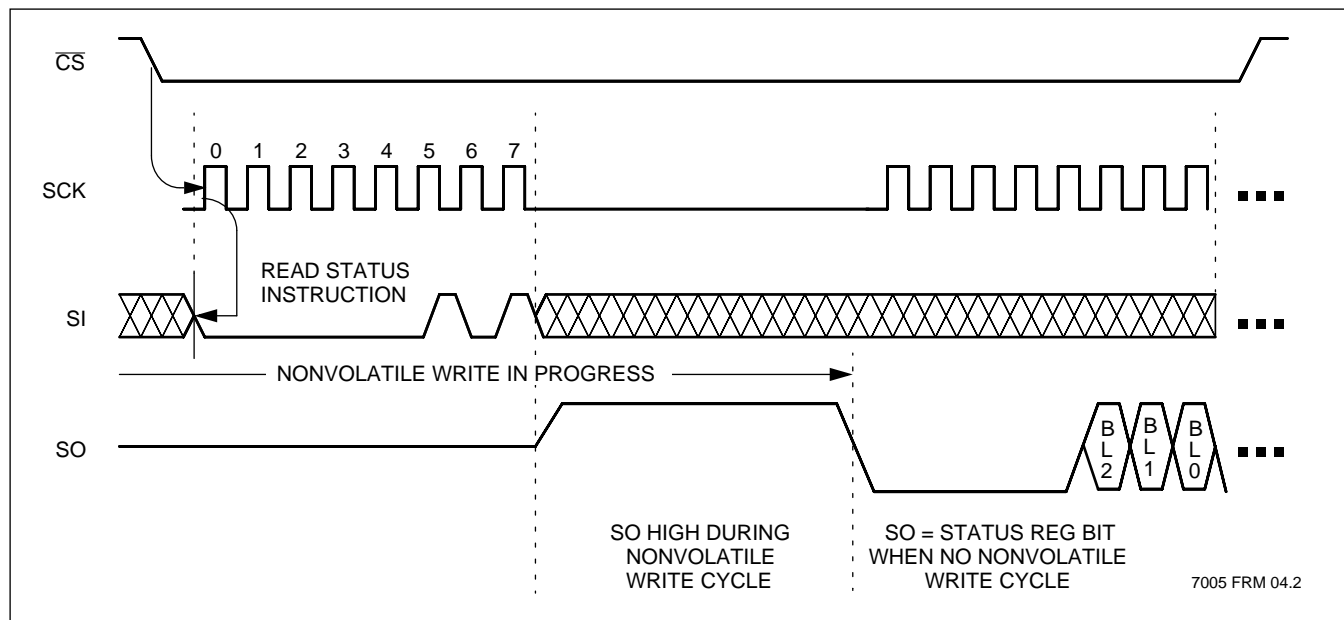 CS
0 1 2 3 4 5 6 7
SCK
READ STATUS
INSTRUCTION
SI
NONVOLATILE WRITE IN PROGRESS
SO
B
L
2
B
L
1
B
L
0
SO HIGH DURING
NONVOLATILE
WRITE CYCLE
SO = STATUS REG BIT
WHEN NO NONVOLATILE
WRITE CYCLE
7005 FRM 04.2